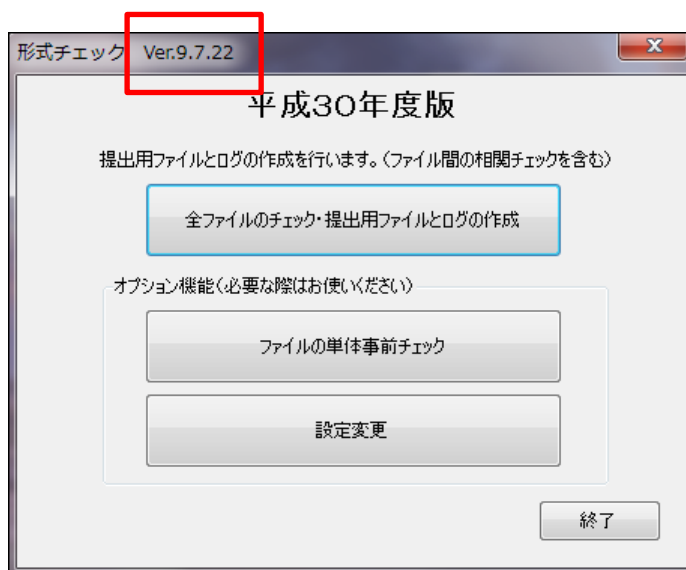 形式チェック Ver.9.7.22
平成30年度版
提出用ファイルとログの作成を行います。(ファイル間の相関チェックを含む)
全ファイルのチェック・提出用ファイルとログの作成
オプション機能(必要な際はお使いください)
ファイルの単体事前チェック
設定変更
終了